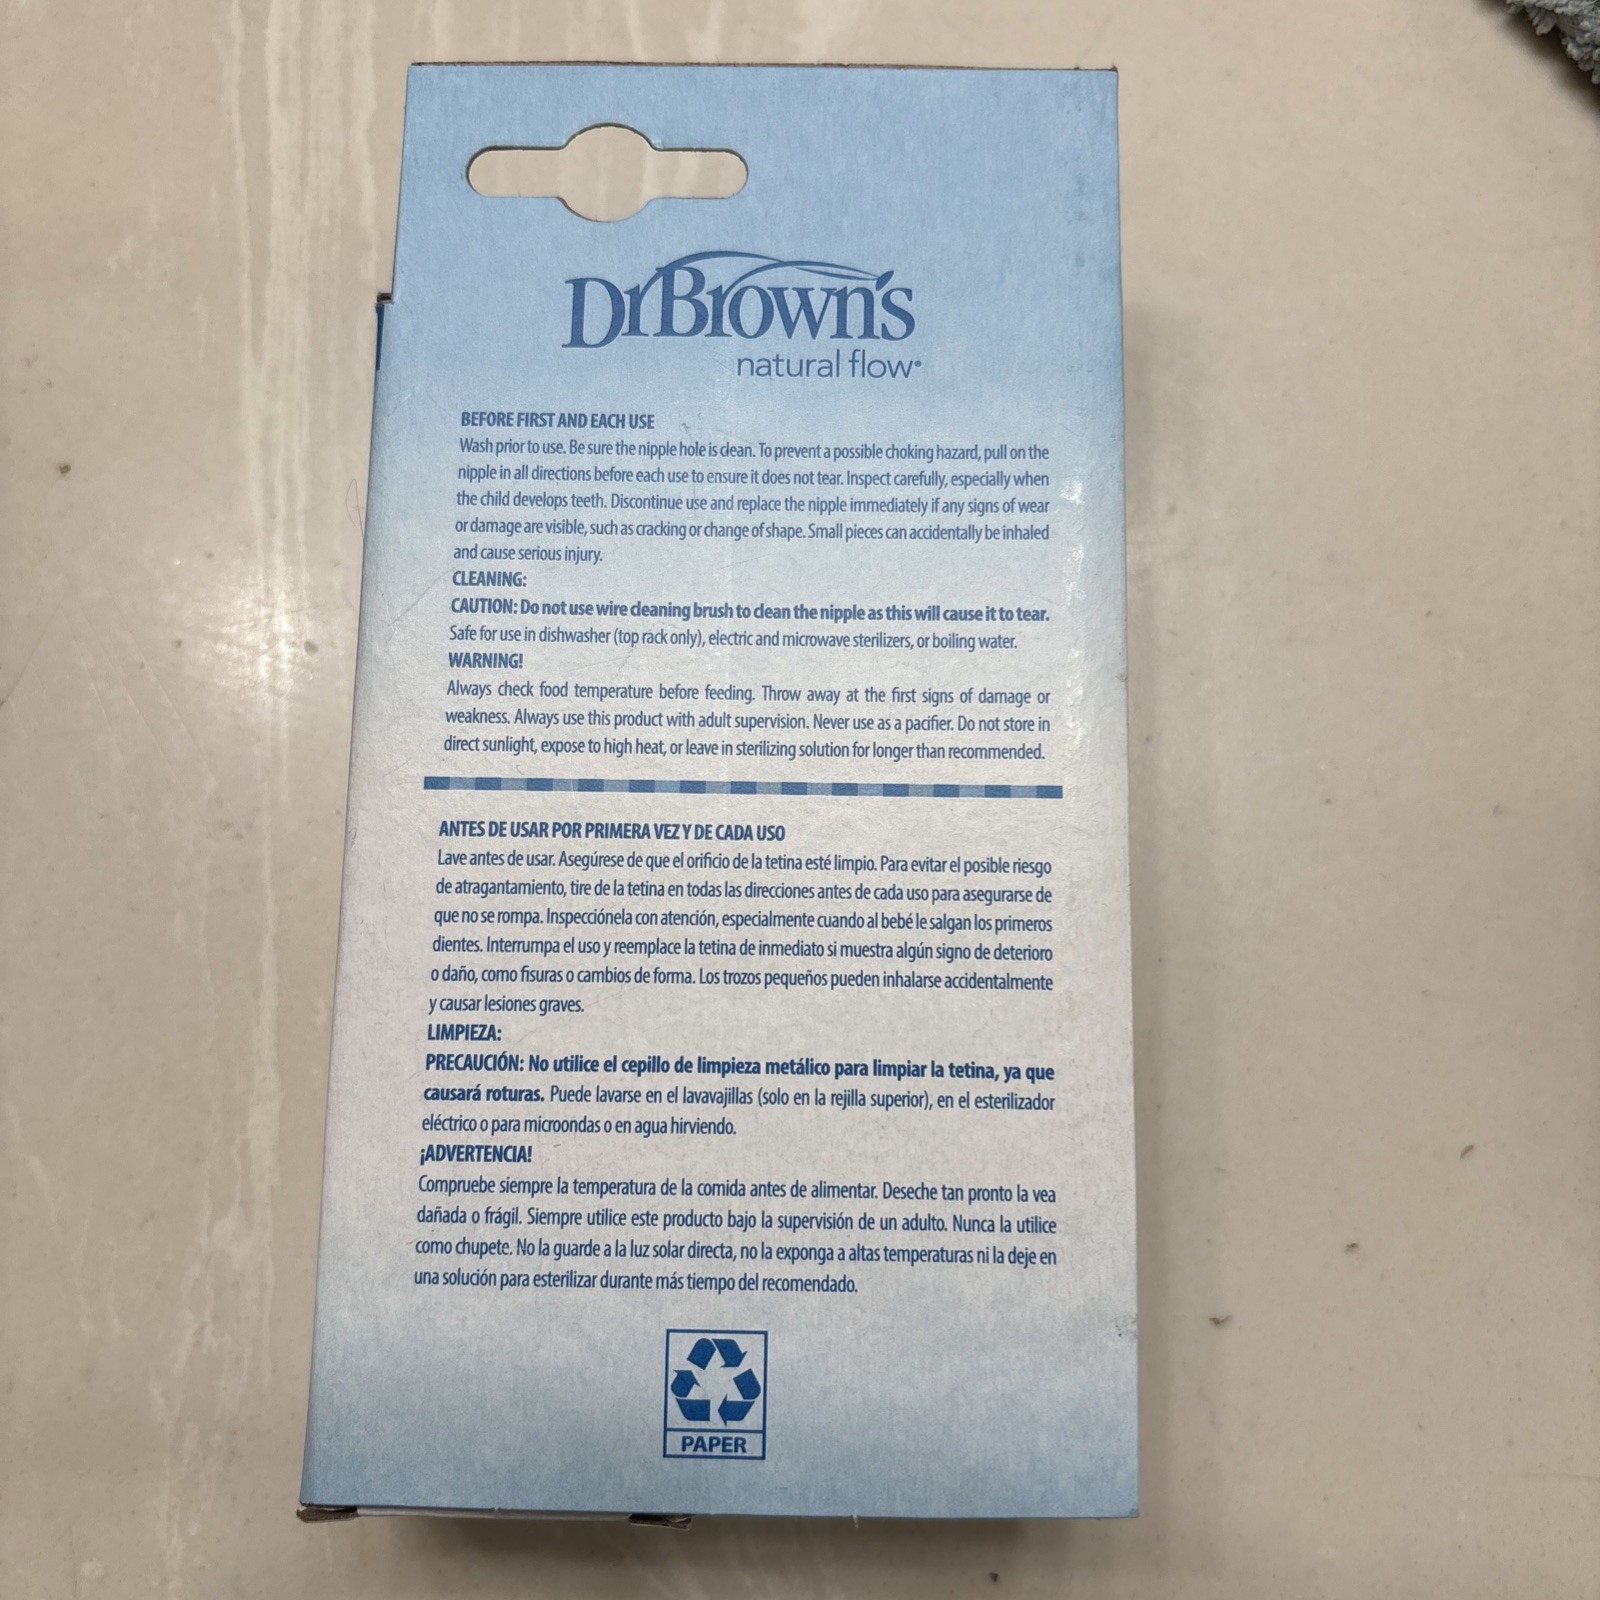 DrBrown's
natural flow®
BEFORE FIRST AND EACH USE
Wash prior to use. Be sure the nipple hole is clean. To prevent a possible choking hazard, pull on the
nipple in all directions before each use to ensure it does not tear. Inspect carefully, especially when
the child develops teeth. Discontinue use and replace the nipple immediately if any signs of wear
or damage are visible, such as cracking or change of shape. Small pieces can accidentally be inhaled
and cause serious injury.
CLEANING:
CAUTION: Do not use wire cleaning brush to clean the nipple as this will cause it to tear.
Safe for use in dishwasher (top rack only), electric and microwave sterilizers, or boiling water.
WARNING!
Always check food temperature before feeding. Throw away at the first signs of damage or
weakness. Always use this product with adult supervision. Never use as a pacifier. Do not store in
direct sunlight, expose to high heat, or leave in sterilizing solution for longer than recommended.
ANTES DE USAR POR PRIMERA VEZ Y DE CADA USO
Lave antes de usar. Asegúrese de que el orificio de la tetina esté limpio. Para evitar el posible riesgo
de atragantamiento, tire de la tetina en todas las direcciones antes de cada uso para asegurarse de
que no se rompa. Inspecciónela con atención, especialmente cuando al bebé le salgan los primeros
dientes. Interrumpa el uso y reemplace la tetina de inmediato si muestra algún signo de deterioro
o daño, como fisuras o cambios de forma. Los trozos pequeños pueden inhalarse accidentalmente
y causar lesiones graves.
LIMPIEZA:
PRECAUCIÓN: No utilice el cepillo de limpieza metálico para limpiar la tetina, ya que
causará roturas. Puede lavarse en el lavavajillas (solo en la rejilla superior), en el esterilizador
eléctrico o para microondas o en agua hirviendo.
¡ADVERTENCIA!
Compruebe siempre la temperatura de la comida antes de alimentar. Deseche tan pronto la vea
dañada o frágil. Siempre utilice este producto bajo la supervisión de un adulto. Nunca la utilice
como chupete. No la guarde a la luz solar directa, no la exponga a altas temperaturas ni la deje en
una solución para esterilizar durante más tiempo del recomendado.
PAPER